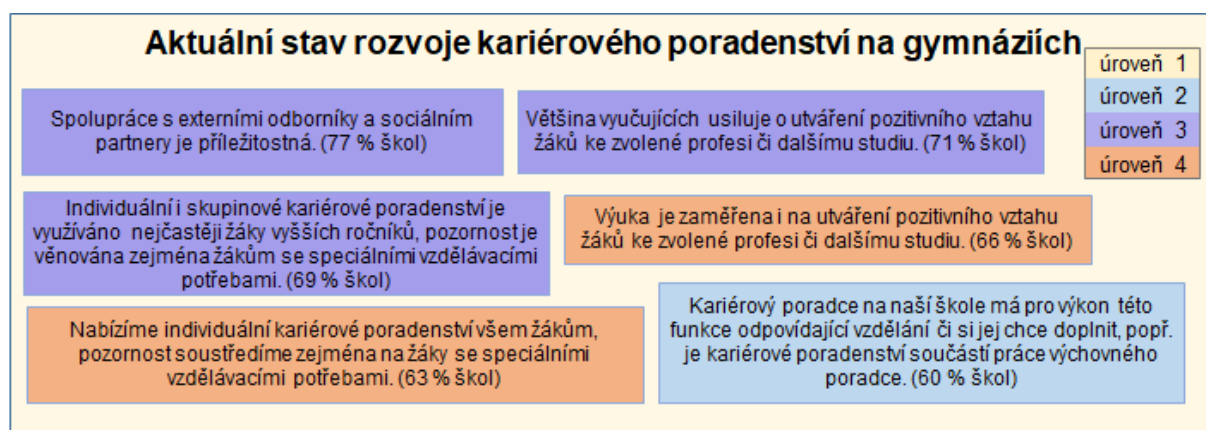 Aktuální stav rozvoje kariérového poradenství na gymnáziích
úroveň 1
úroveň 2
úroveň 3
úroveň 4
Spolupráce s externími odborníky a sociálním
partnery je příležitostná. (77 % škol)
Většina vyučujících usiluje o utváření pozitivního vztahu
žáků ke zvolené profesi či dalšímu studiu. (71 % škol)
Individuální i skupinové kariérové poradenství je
využíváno nejčastěji žáky vyšších ročníků, pozornost je
věnována zejména žákům se speciálními vzdělávacími
potřebami. (69 % škol)
Výuka je zaměřena i na utváření pozitivního vztahu
žáků ke zvolené profesi či dalšímu studiu. (66 % škol)
Nabízíme individuální kariérové poradenství všem žákům,
pozornost soustředíme zejména na žáky se speciálními
vzdělávacími potřebami. (63 % škol)
Kariérový poradce na naší škole má pro výkon této
funkce odpovídající vzdělání či si jej chce doplnit, popř.
je kariérové poradenství součástí práce výchovného
poradce. (60 % škol)